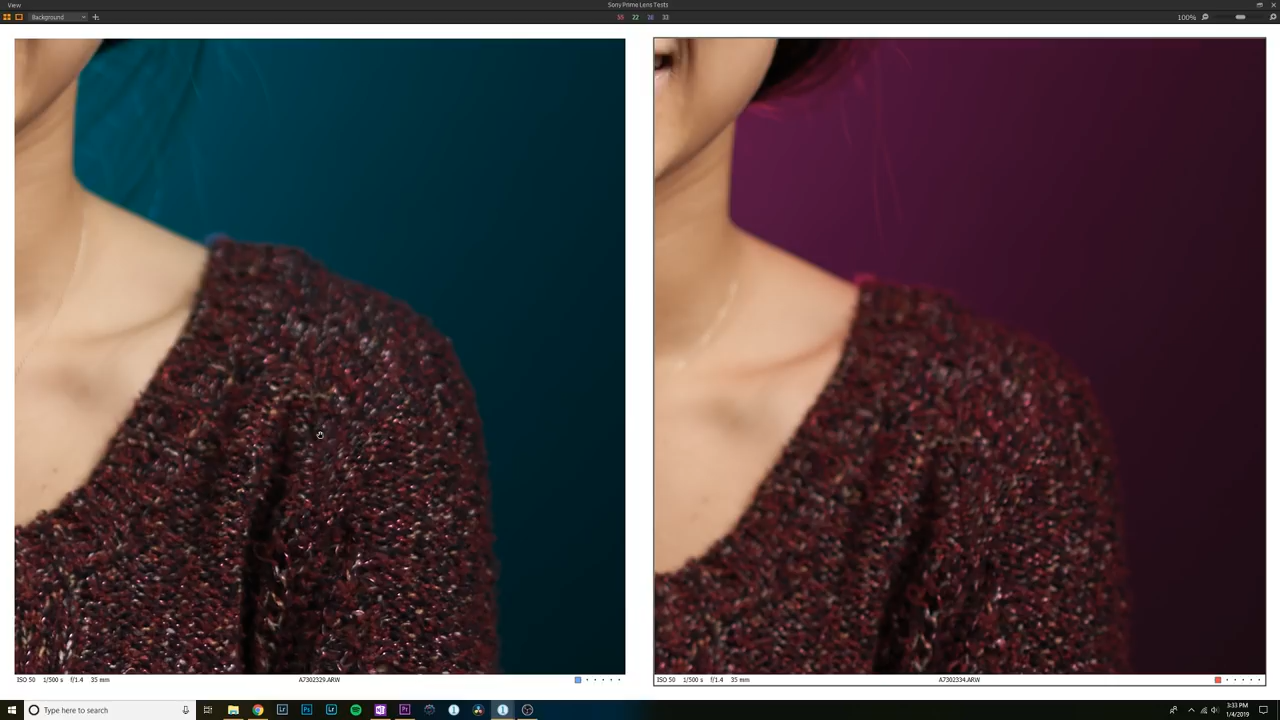 View
Sony Prime Lens Tests
Background
55 22 20 33
100%
ISO 50 1/500 s f/1.4 35 mm
A7302329.ARW
ISO 50 1/500 s f/1.4 35 mm
A7302334.ARW
Type here to search
3:33 PM
1/4/2019